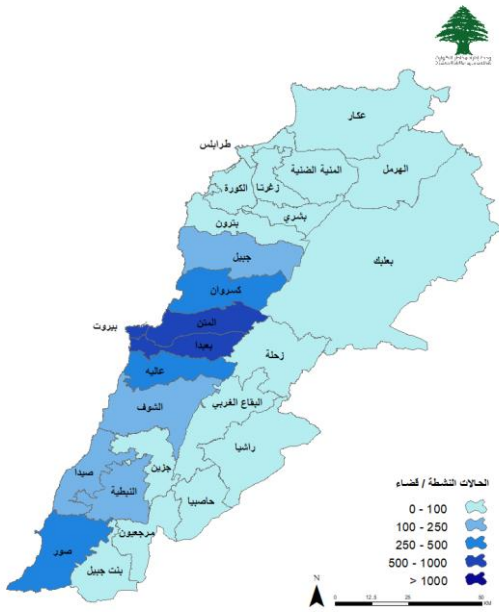 عكار
طرابلس
المنية الضنية
الهرمل
زغرتا
الكورة
بشري
بترون
بعلبك
جبيل
كسروان
المتن
بيروت
بعبدا
زحلة
عاليه
البقاع الغربي
الشوف
راشيا
جزين
صيدا
النبطية
حاصبيا
مرجعيون
صور
بنت جبيل
الحالات النشطة / قضاء
0 - 100
100 - 250
250 - 500
500 - 1000
> 1000
N
0 12.5 25 50
KM